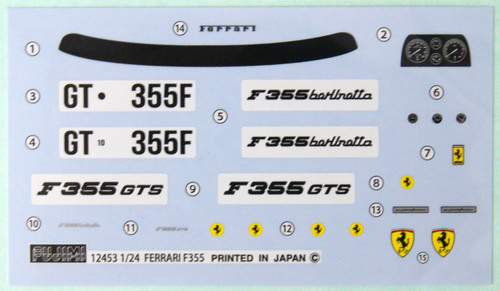 14 Ferrari
1
2
3 GT • 355F
F355 berlinetta
6
4 GT 10 355F
5
F355 berlinetta
7
F355 GTS
9 F355 GTS
8
13
10
11
12
15
FUJIMI 12453 1/24 FERRARI F355 PRINTED IN JAPAN ©